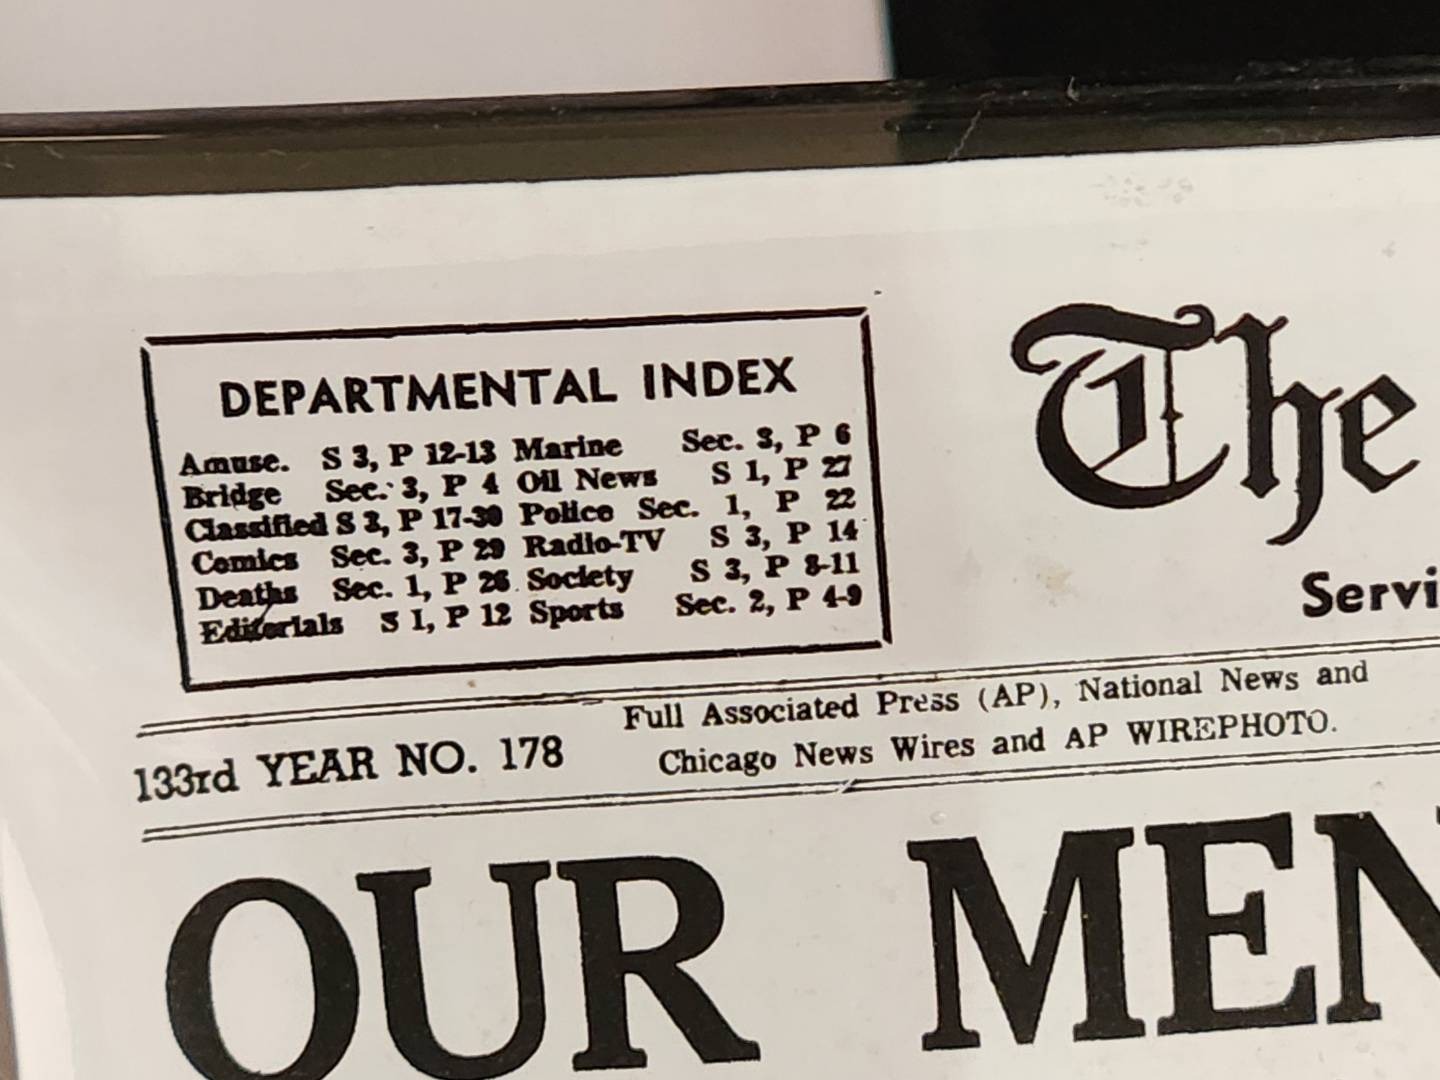 DEPARTMENTAL INDEX
Amuse. S 3, P 12-13 Marine Sec. 3, P 6
Bridge Sec. 3, P 4 Oil News S 1, P 27
Classified S 3, P 17-30 Police Sec. 1, P 22
Comics Sec. 3, P 29 Radio-TV S 3, P 14
Deaths Sec. 1, P 26 Society S 3, P 8-11
Editorials S 1, P 12 Sports Sec. 2, P 4-9
The
Servi
Full Associated Press (AP), National News and
Chicago News Wires and AP WIREPHOTO.
133rd YEAR NO. 178
OUR MEN